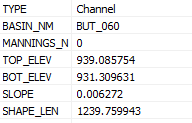 TYPE Channel
BASIN_NM BUT_060
MANNINGS_N 0
TOP_ELEV 939.085754
BOT_ELEV 931.309631
SLOPE 0.006272
SHAPE_LEN 1239.759943